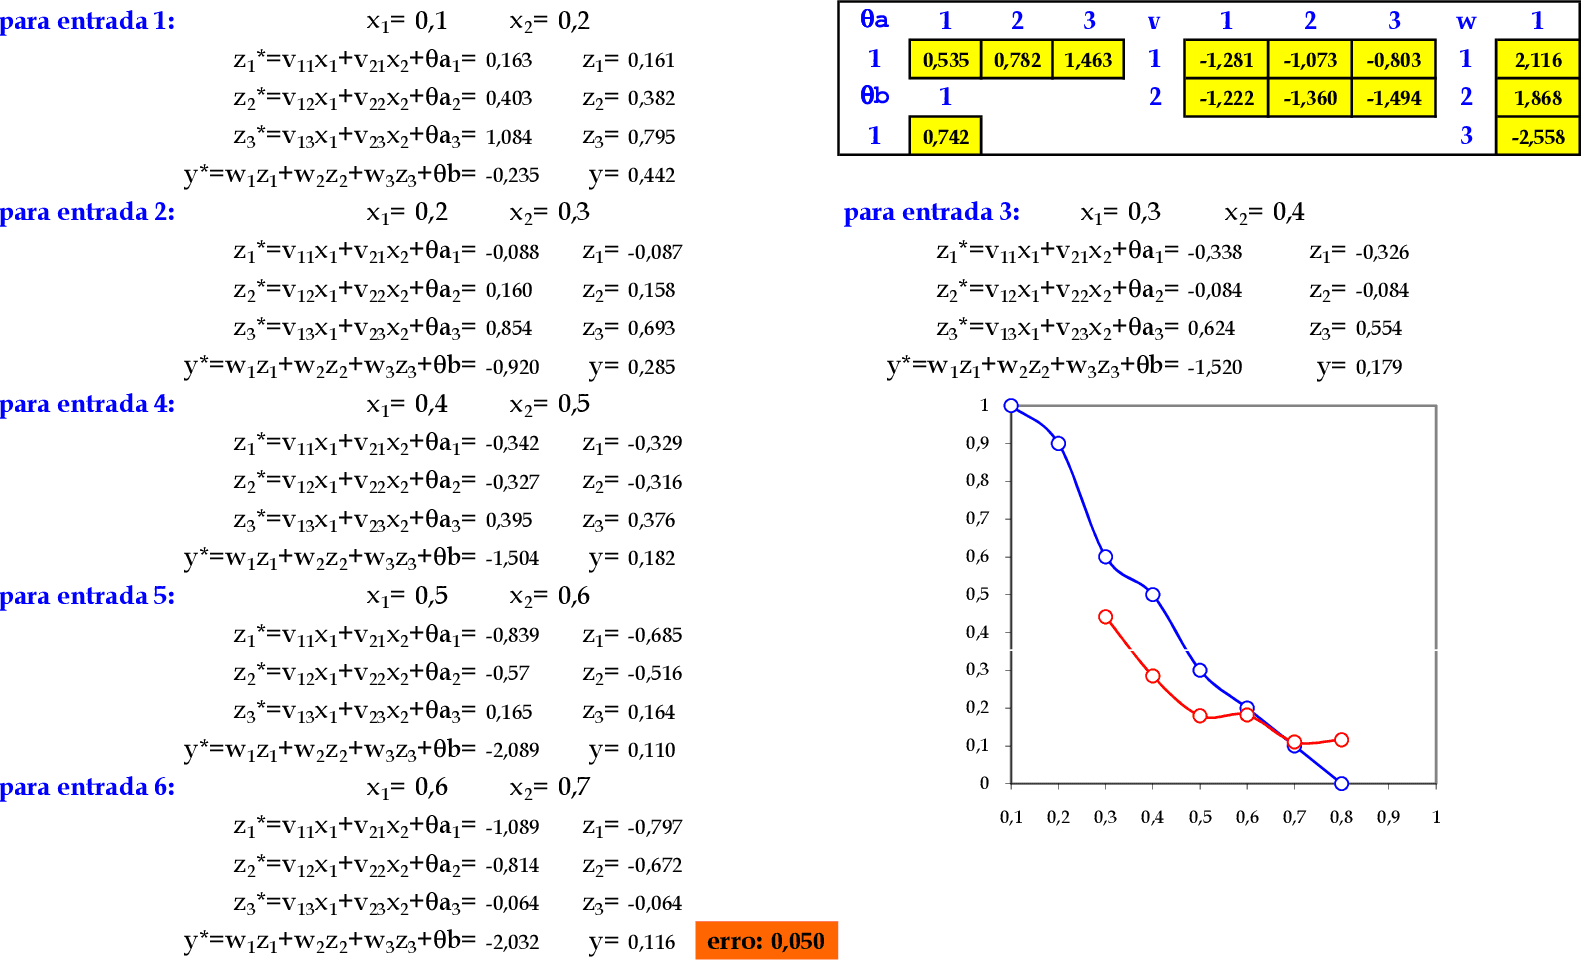 para entrada 1: x₁= 0,1 x₂= 0,2
z₁*=v₁₁x₁+v₂₁x₂+θa₁= 0,163 z₁= 0,161
z₂*=v₁₂x₁+v₂₂x₂+θa₂= 0,403 z₂= 0,382
z₃*=v₁₃x₁+v₂₃x₂+θa₃= 1,084 z₃= 0,795
y*=w₁z₁+w₂z₂+w₃z₃+θb= -0,235 y= 0,442
θa 1 2 3 v 1 2 3 w 1
1 0,535 0,782 1,463 1 -1,281 -1,073 -0,803 1 2,116
θb 1 2 -1,222 -1,360 -1,494 2 1,868
1 0,742 3 -2,558
para entrada 2: x₁= 0,2 x₂= 0,3
z₁*=v₁₁x₁+v₂₁x₂+θa₁= -0,088 z₁= -0,087
z₂*=v₁₂x₁+v₂₂x₂+θa₂= 0,160 z₂= 0,158
z₃*=v₁₃x₁+v₂₃x₂+θa₃= 0,854 z₃= 0,693
y*=w₁z₁+w₂z₂+w₃z₃+θb= -0,920 y= 0,285
para entrada 3: x₁= 0,3 x₂= 0,4
z₁*=v₁₁x₁+v₂₁x₂+θa₁= -0,338 z₁= -0,326
z₂*=v₁₂x₁+v₂₂x₂+θa₂= -0,084 z₂= -0,084
z₃*=v₁₃x₁+v₂₃x₂+θa₃= 0,624 z₃= 0,554
y*=w₁z₁+w₂z₂+w₃z₃+θb= -1,520 y= 0,179
para entrada 4: x₁= 0,4 x₂= 0,5
z₁*=v₁₁x₁+v₂₁x₂+θa₁= -0,342 z₁= -0,329
z₂*=v₁₂x₁+v₂₂x₂+θa₂= -0,327 z₂= -0,316
z₃*=v₁₃x₁+v₂₃x₂+θa₃= 0,395 z₃= 0,376
y*=w₁z₁+w₂z₂+w₃z₃+θb= -1,504 y= 0,182
para entrada 5: x₁= 0,5 x₂= 0,6
z₁*=v₁₁x₁+v₂₁x₂+θa₁= -0,839 z₁= -0,685
z₂*=v₁₂x₁+v₂₂x₂+θa₂= -0,57 z₂= -0,516
z₃*=v₁₃x₁+v₂₃x₂+θa₃= 0,165 z₃= 0,164
y*=w₁z₁+w₂z₂+w₃z₃+θb= -2,089 y= 0,110
para entrada 6: x₁= 0,6 x₂= 0,7
z₁*=v₁₁x₁+v₂₁x₂+θa₁= -1,089 z₁= -0,797
z₂*=v₁₂x₁+v₂₂x₂+θa₂= -0,814 z₂= -0,672
z₃*=v₁₃x₁+v₂₃x₂+θa₃= -0,064 z₃= -0,064
y*=w₁z₁+w₂z₂+w₃z₃+θb= -2,032 y= 0,116
erro: 0,050
1
0,9
0,8
0,7
0,6
0,5
0,4
0,3
0,2
0,1
0
0,1 0,2 0,3 0,4 0,5 0,6 0,7 0,8 0,9 1